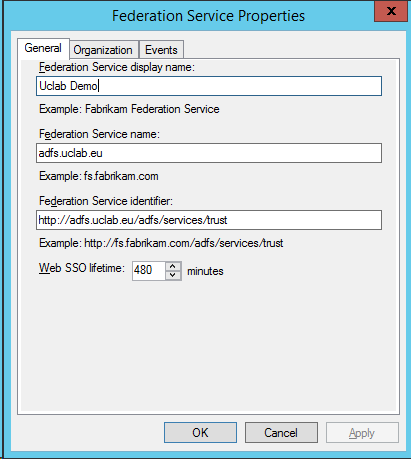 Federation Service Properties
x
General Organization Events
Federation Service display name:
Uclab Demo
Example: Fabrikam Federation Service
Federation Service name:
adfs.uclab.eu
Example: fs.fabrikam.com
Federation Service identifier:
http://adfs.uclab.eu/adfs/services/trust
Example: http://fs.fabrikam.com/adfs/services/trust
Web SSO lifetime: 480 minutes
OK Cancel Apply